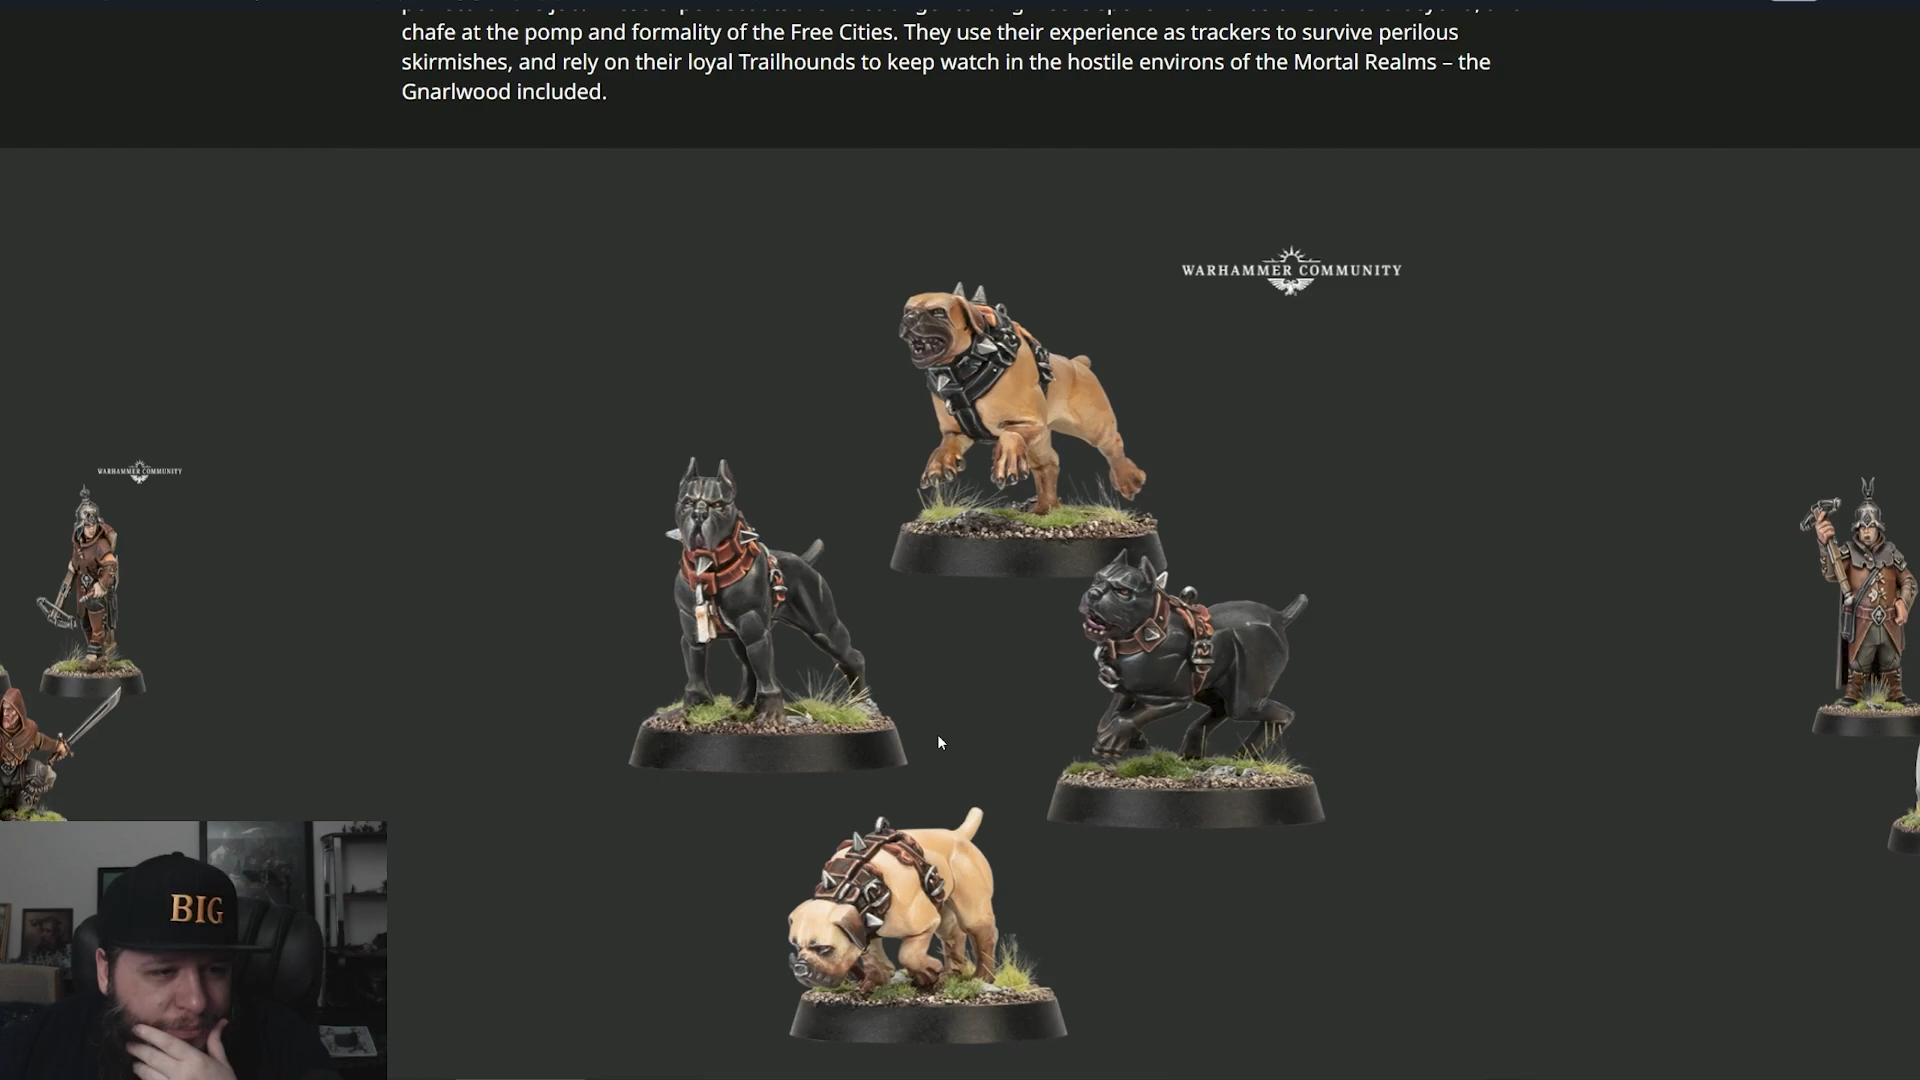 chafe at the pomp and formality of the Free Cities. They use their experience as trackers to survive perilous
skirmishes, and rely on their loyal Trailhounds to keep watch in the hostile environs of the Mortal Realms – the
Gnarlwood included.
WARHAMMER COMMUNITY
WARHAMMER COMMUNITY
BIG